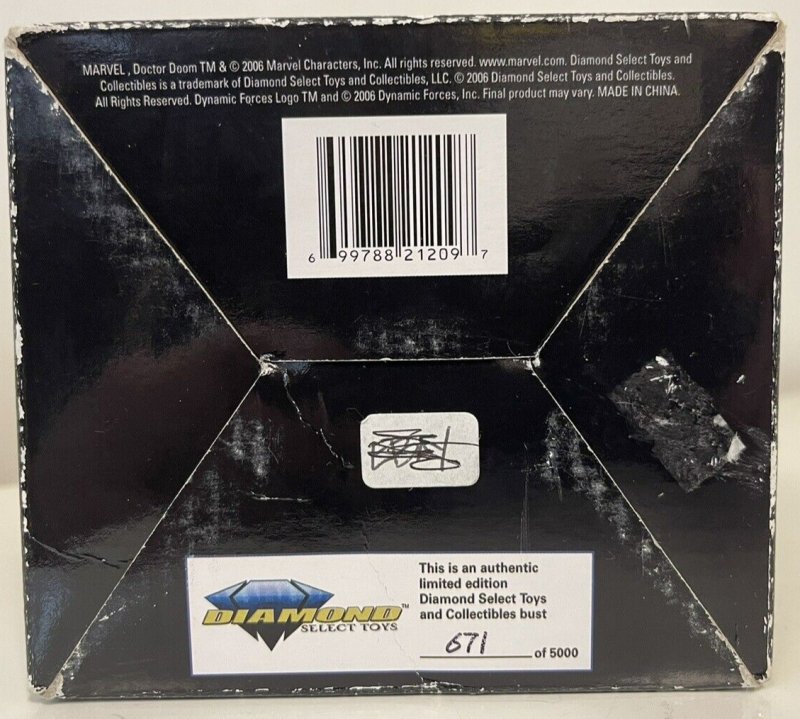 MARVEL , Doctor Doom TM & © 2006 Marvel Characters, Inc. All rights reserved. www.marvel.com. Diamond Select Toys and
Collectibles is a trademark of Diamond Select Toys and Collectibles, LLC. © 2006 Diamond Select Toys and Collectibles.
All Rights Reserved. Dynamic Forces Logo TM and © 2006 Dynamic Forces, Inc. Final product may vary. MADE IN CHINA.
6 99788 21209 7
DIAMOND™
SELECT TOYS
This is an authentic
limited edition
Diamond Select Toys
and Collectibles bust
671 of 5000